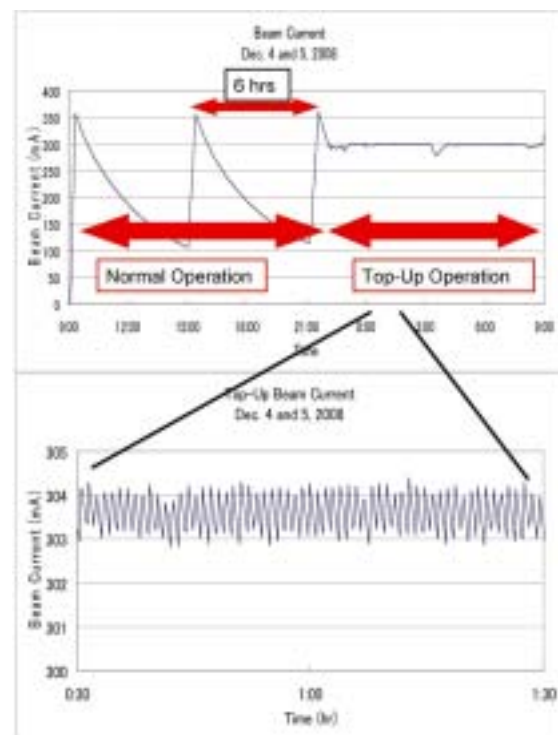 Beam Current
Dec. 4 and 5, 2008
6 hrs
400
350
300
250
200
150
100
50
0
Beam Current (mA)
Normal Operation
Top-Up Operation
9:00 12:00 15:00 18:00 21:00 0:00 6:00 9:00
Time
Top-Up Beam Current
Dec. 4 and 5, 2008
305
304
303
302
301
300
Beam Current (mA)
0:30 1:00 1:30
Time (hr)